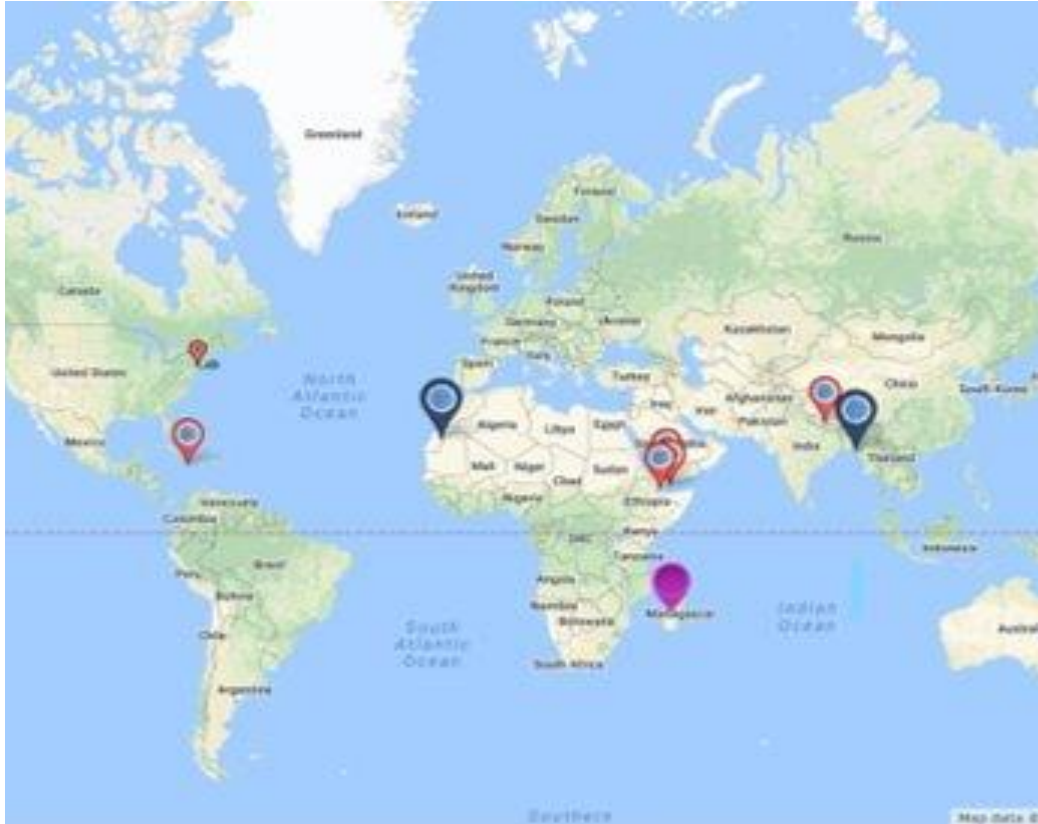 Greenland
Iceland
Finland
Sweden
Norway
Russia
Canada
United
Kingdom
Poland
Germany
Ukraine
France
Kazakhstan
Mongolia
Italy
Spain
Lab
United States
North
Atlantic
Ocean
Turkey
Afghanistan
China
South Korea
Iraq
Iran
Pakistan
Algeria
Libya
Egypt
Mexico
India
Thailand
Mali
Niger
Chad
Sudan
Nigeria
Ethiopia
Venezuela
Colombia
Kenya
DRC
Indonesia
Tanzania
Brazil
Peru
Angola
Bolivia
Namibia
Madagascar
Botswana
Indian
Ocean
Chile
South
Atlantic
Ocean
Austral
South Africa
Argentina
Southern
Map data ©